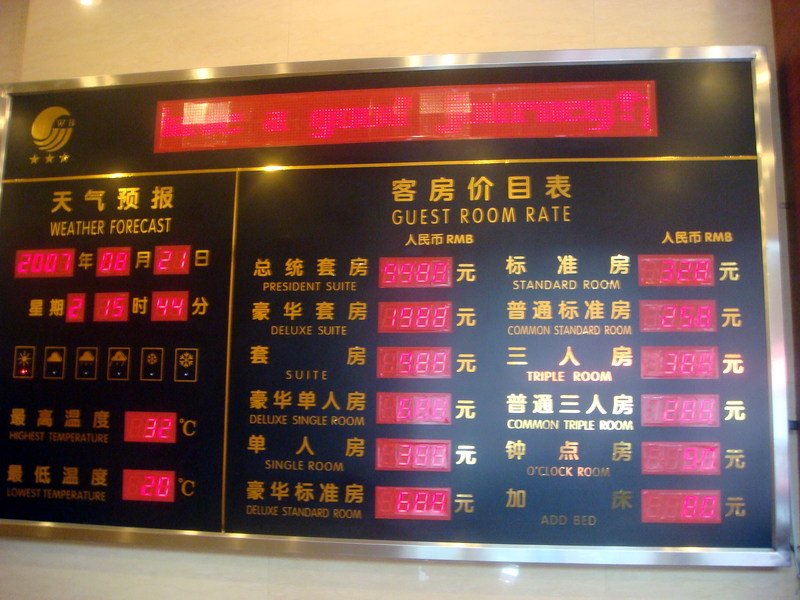 a good journey!
天气预报
WEATHER FORECAST
2007年08月21日
星期2 15时44分
最高温度 32℃
HIGHEST TEMPERATURE
最低温度 20℃
LOWEST TEMPERATURE
客房价目表
GUEST ROOM RATE
人民币 RMB
总统套房 元
PRESIDENT SUITE
豪华套房 1988 元
DELUXE SUITE
套房 588 元
SUITE
豪华单人房 元
DELUXE SINGLE ROOM
单人房 388 元
SINGLE ROOM
豪华标准房 元
DELUXE STANDARD ROOM
人民币 RMB
标准房 328 元
STANDARD ROOM
普通标准房 元
COMMON STANDARD ROOM
三人房 元
TRIPLE ROOM
普通三人房 元
COMMON TRIPLE ROOM
钟点房 元
O'CLOCK ROOM
加床 80 元
ADD BED